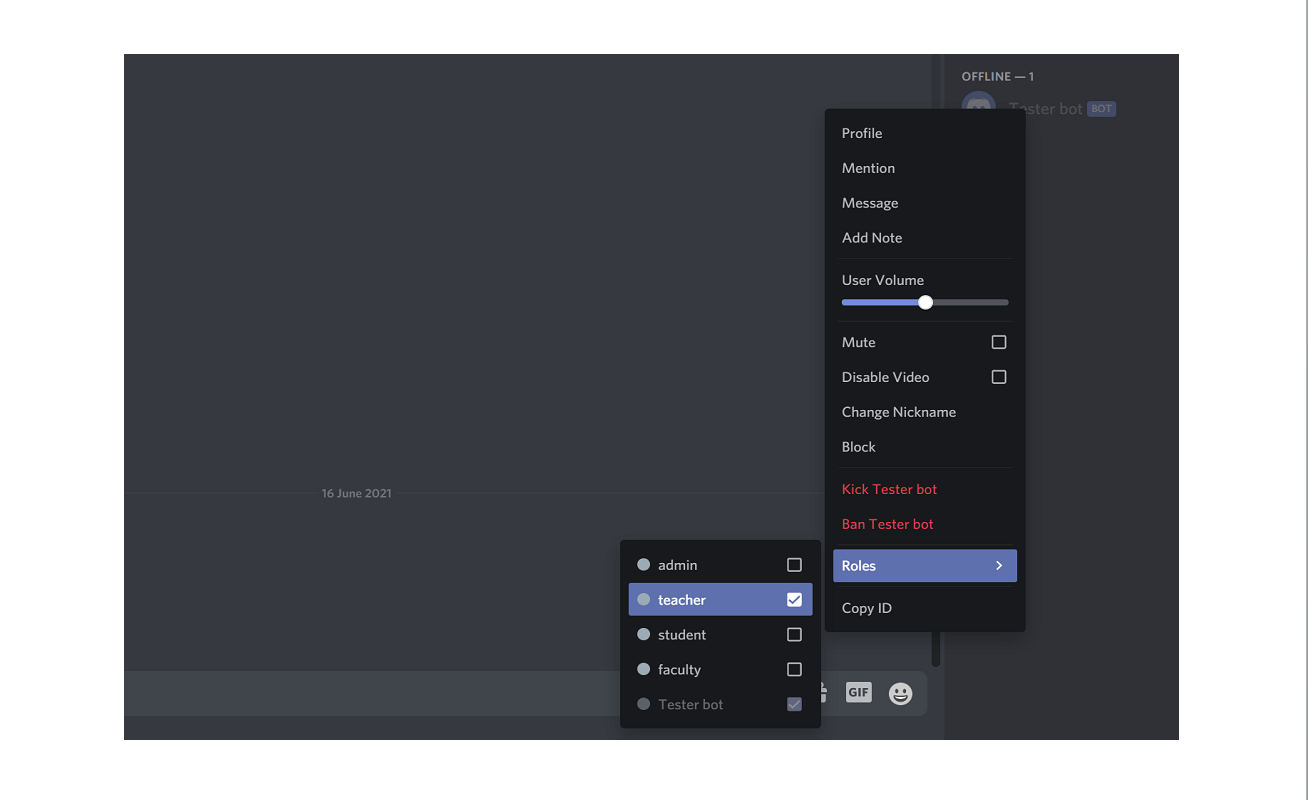 OFFLINE — 1
Tester bot BOT
Profile
Mention
Message
Add Note
User Volume
Mute
Disable Video
Change Nickname
Block
Kick Tester bot
Ban Tester bot
Roles
Copy ID
16 June 2021
admin
teacher
student
faculty
Tester bot
GIF